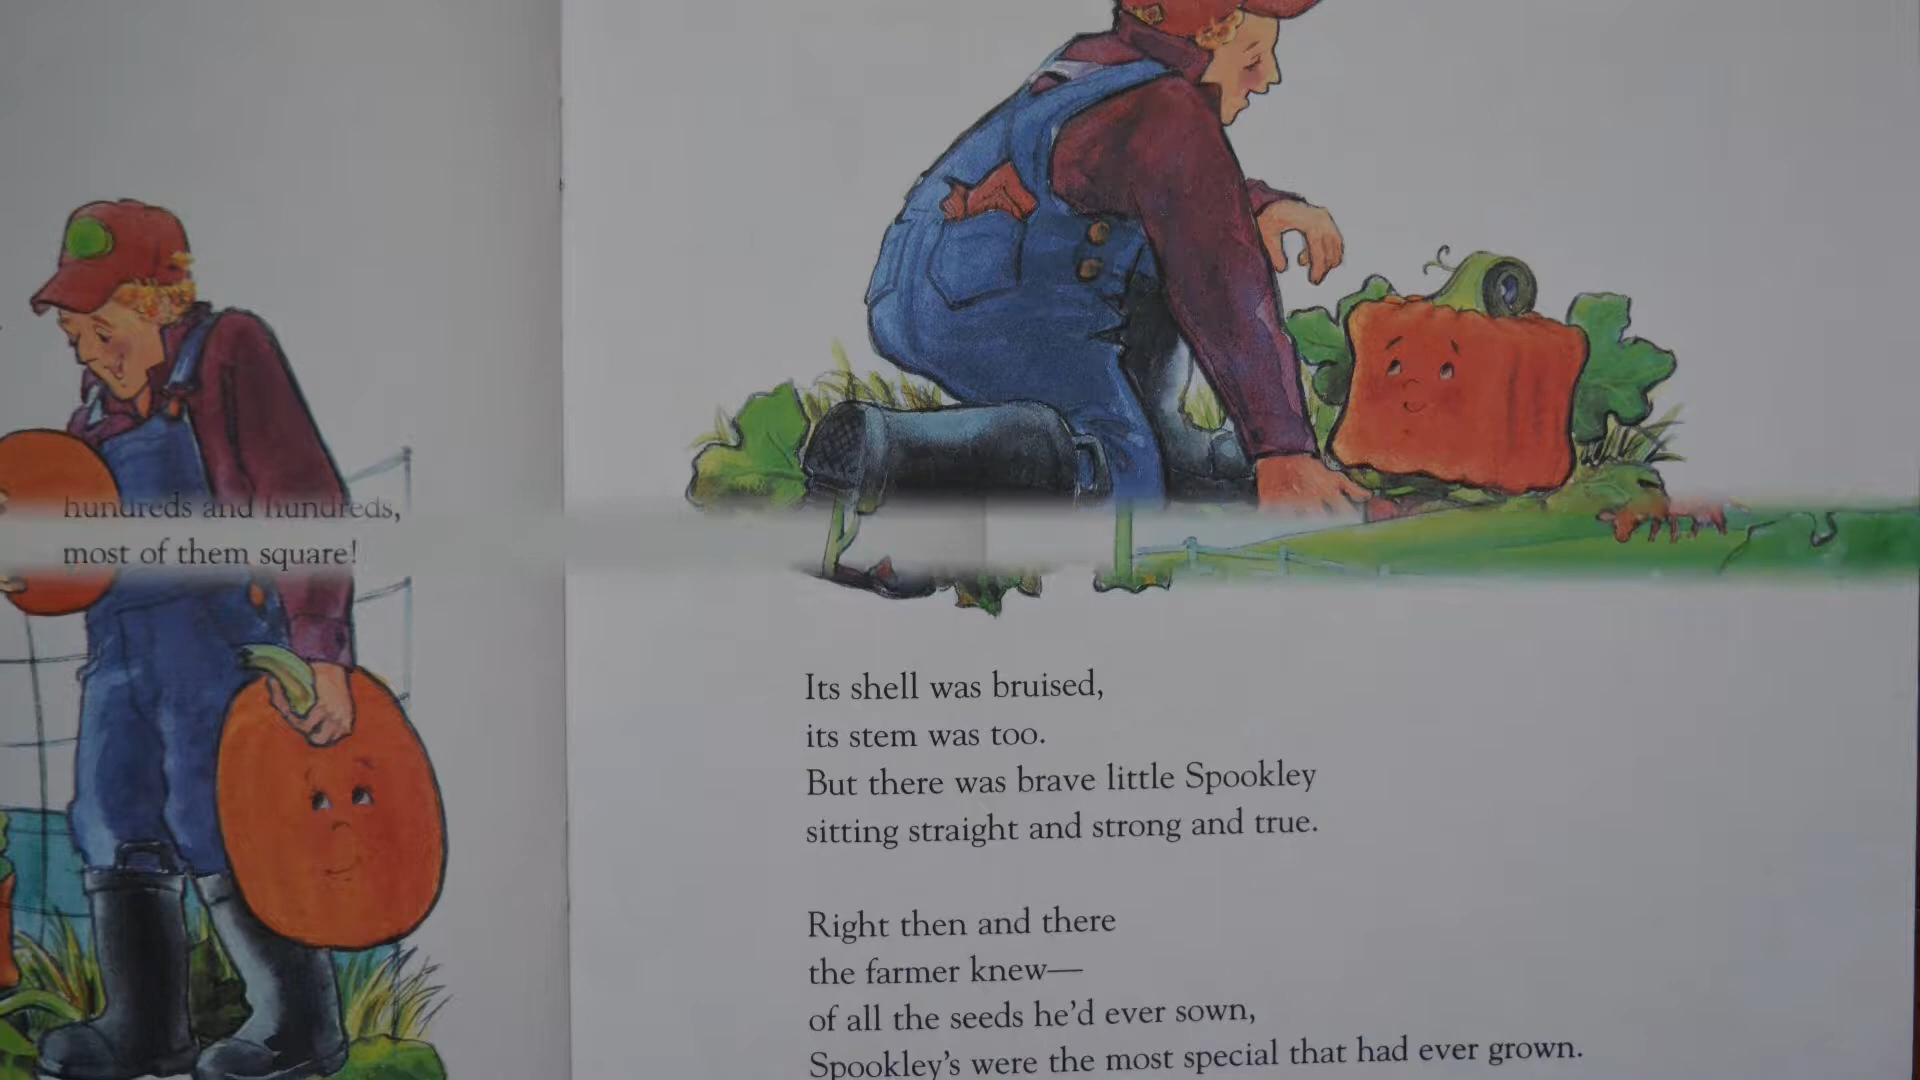 hundreds and hundreds,
most of them square!
Its shell was bruised,
its stem was too.
But there was brave little Spookley
sitting straight and strong and true.
Right then and there
the farmer knew—
of all the seeds he'd ever sown,
Spookley's were the most special that had ever grown.